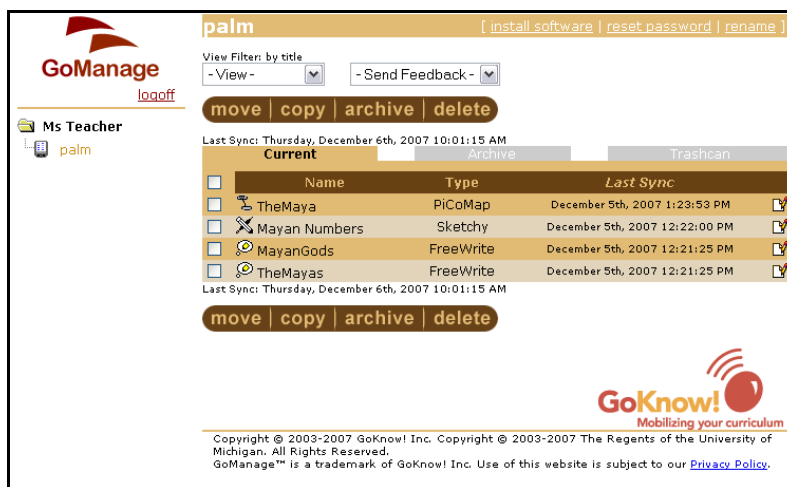 GoManage
logoff
Ms Teacher
palm
palm [ install software | reset password | rename ]
View Filter: by title
- View - - Send Feedback -
move | copy | archive | delete
Last Sync: Thursday, December 6th, 2007 10:01:15 AM
Current Archive Trashcan
Name Type Last Sync
TheMaya PiCoMap December 5th, 2007 1:23:53 PM
Mayan Numbers Sketchy December 5th, 2007 12:22:00 PM
MayanGods FreeWrite December 5th, 2007 12:21:25 PM
TheMayas FreeWrite December 5th, 2007 12:21:25 PM
Last Sync: Thursday, December 6th, 2007 10:01:15 AM
move | copy | archive | delete
GoKnow!
Mobilizing your curriculum
Copyright © 2003-2007 GoKnow! Inc. Copyright © 2003-2007 The Regents of the University of
Michigan. All Rights Reserved.
GoManage™ is a trademark of GoKnow! Inc. Use of this website is subject to our Privacy Policy.